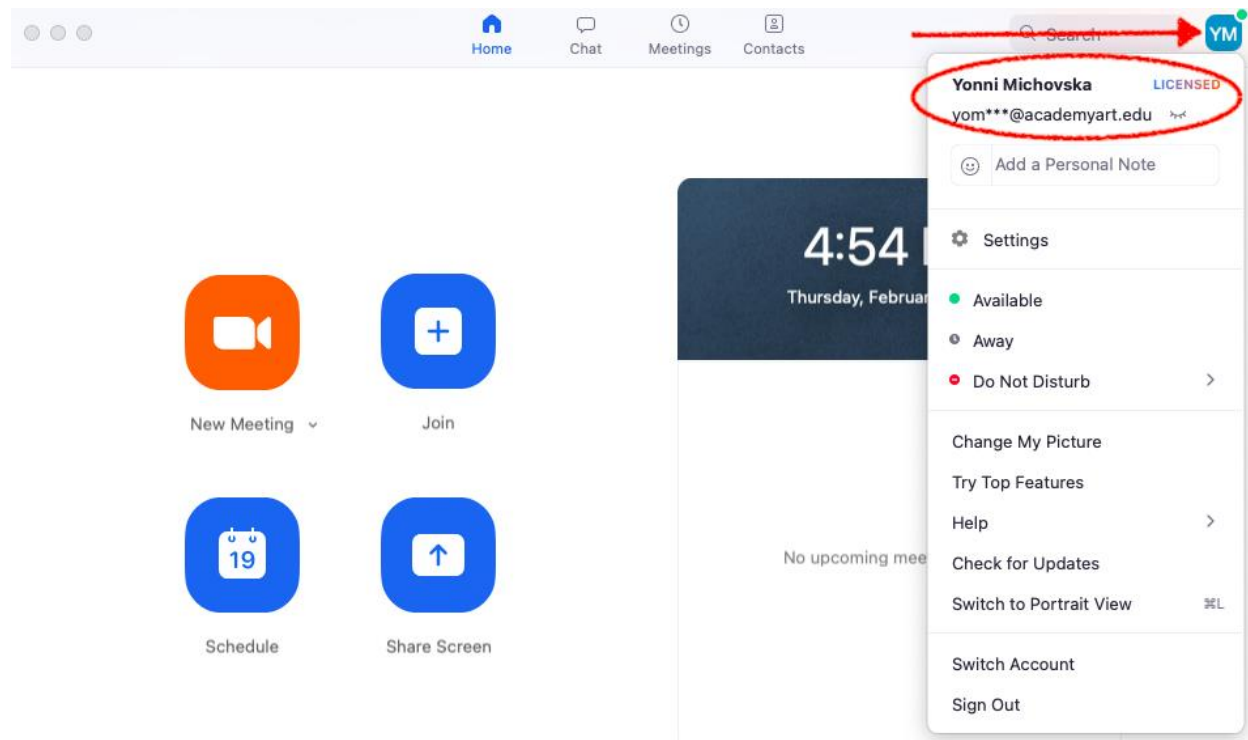 Home
Chat
Meetings
Contacts
Search
YM
Yonni Michovska LICENSED
yom***@academyart.edu
Add a Personal Note
Settings
Available
Away
Do Not Disturb
Change My Picture
Try Top Features
Help
Check for Updates
Switch to Portrait View ⌘L
Switch Account
Sign Out
4:54
Thursday, Februar
No upcoming mee
New Meeting
Join
19
Schedule
Share Screen